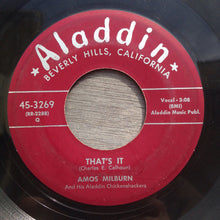 Aladdin
BEVERLY HILLS, CALIFORNIA
45-3269
(RR-2288)
Q
Vocal - 2:08
(BMI)
Aladdin Music Publ.
THAT'S IT
(Charles E. Calhoun)
AMOS MILBURN
And His Aladdin Chickenshackers